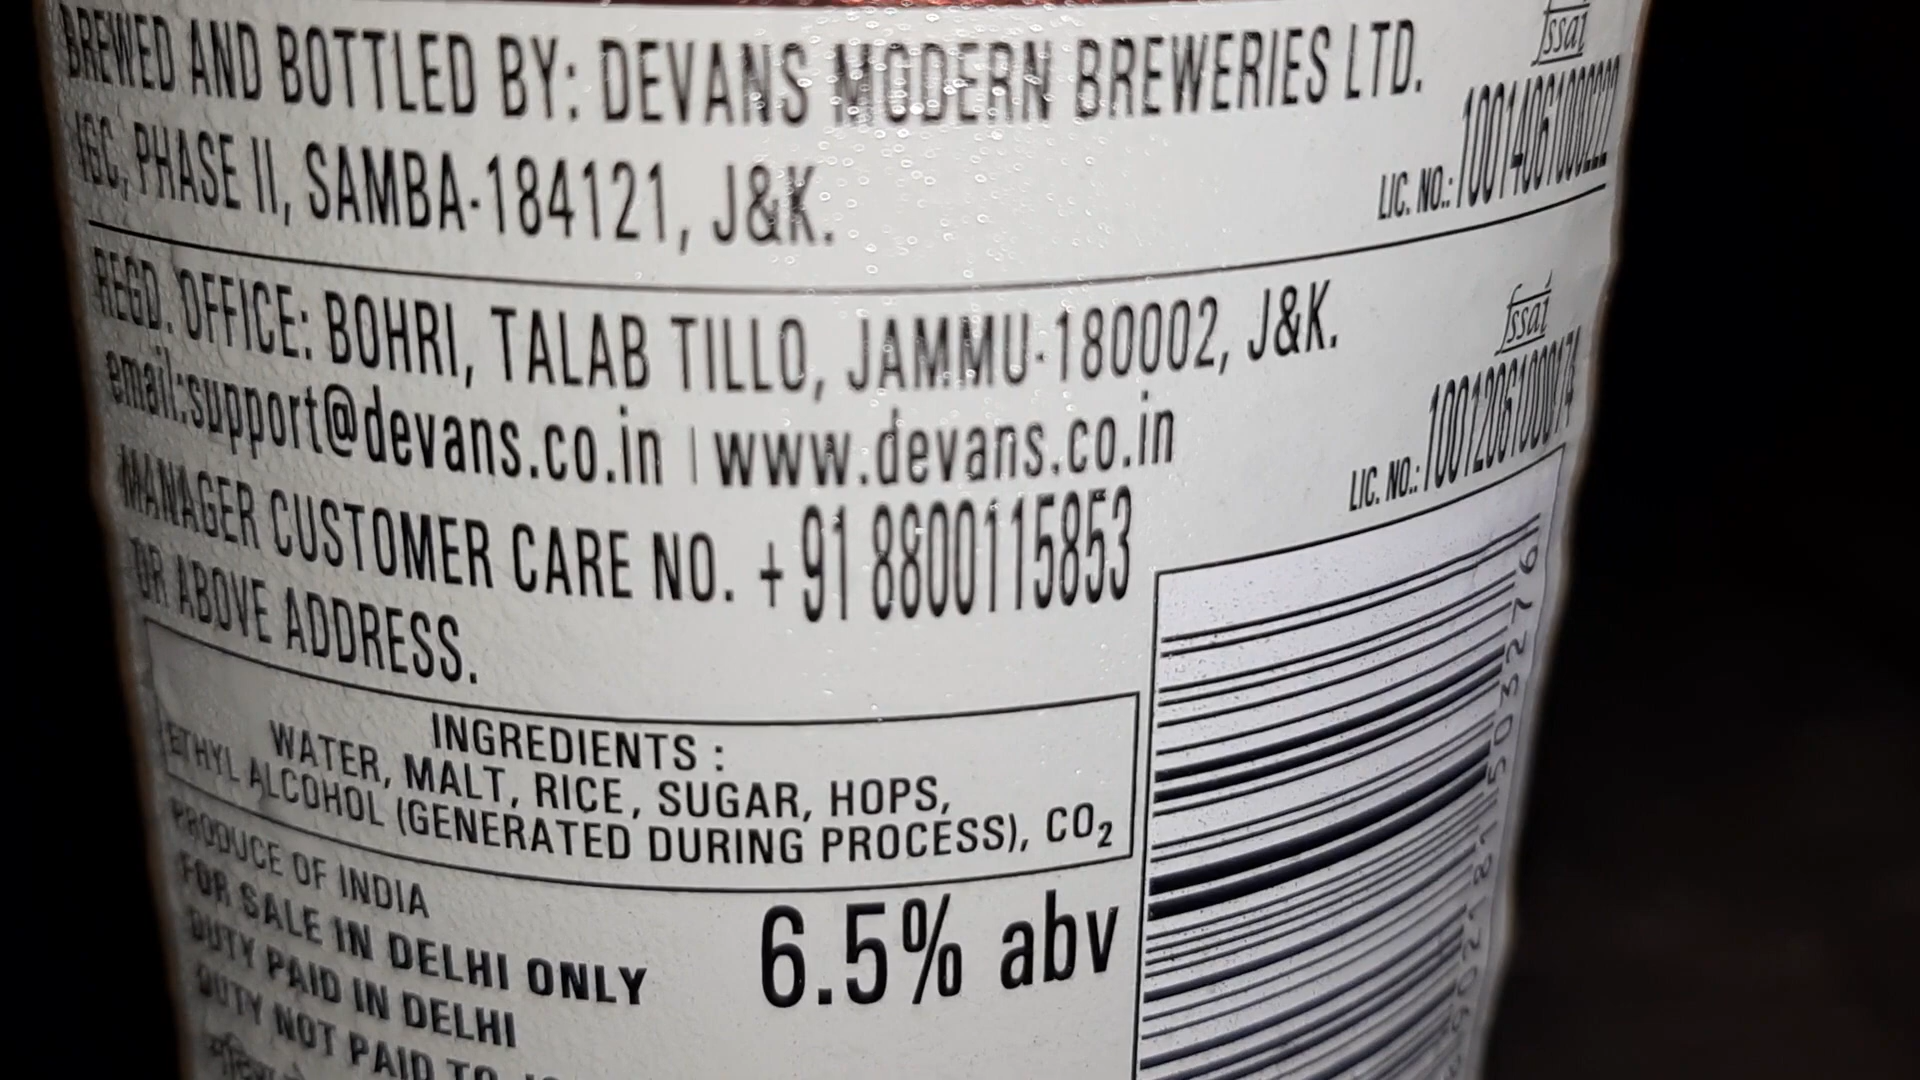 BREWED AND BOTTLED BY: DEVANS MODERN BREWERIES LTD.
IGC, PHASE II, SAMBA-184121, J&K.
fssai
LIC. NO.: 10014061000022
REGD. OFFICE: BOHRI, TALAB TILLO, JAMMU-180002, J&K.
email:support@devans.co.in | www.devans.co.in
fssai
LIC. NO.: 10012061000174
MANAGER CUSTOMER CARE NO. +91 8800115853
OR ABOVE ADDRESS.
INGREDIENTS :
WATER, MALT, RICE, SUGAR, HOPS,
ETHYL ALCOHOL (GENERATED DURING PROCESS), CO₂
PRODUCE OF INDIA
FOR SALE IN DELHI ONLY
6.5% abv
DUTY PAID IN DELHI
DUTY NOT PAID